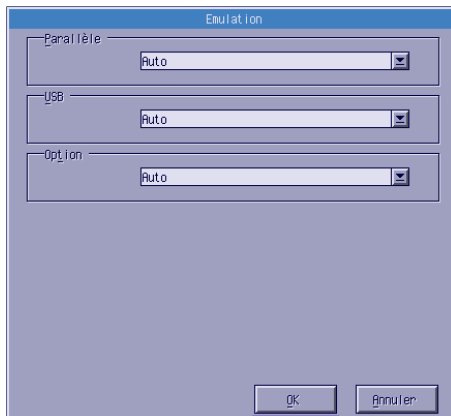 Emulation
Parallèle
Auto
USB
Auto
Option
Auto
OK
Annuler